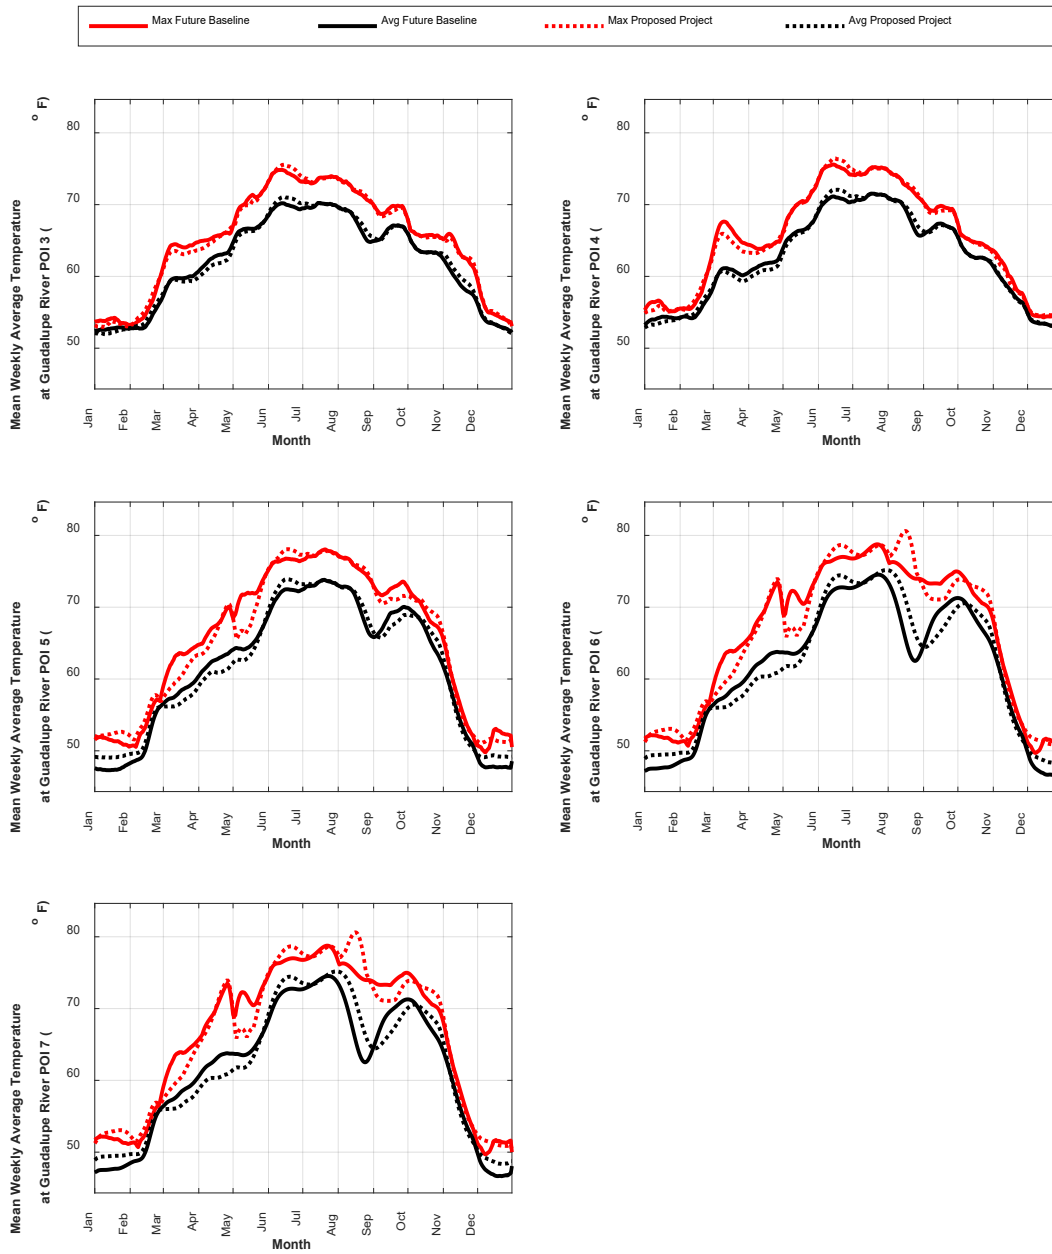 Max Future Baseline Avg Future Baseline Max Proposed Project Avg Proposed Project
Mean Weekly Average Temperature
at Guadalupe River POI 3 (
o F)
80
70
60
50
Jan Feb Mar Apr May Jun Jul Aug Sep Oct Nov Dec
Month
Mean Weekly Average Temperature
at Guadalupe River POI 4 (
o F)
80
70
60
50
Jan Feb Mar Apr May Jun Jul Aug Sep Oct Nov Dec
Month
Mean Weekly Average Temperature
at Guadalupe River POI 5 (
o F)
80
70
60
50
Jan Feb Mar Apr May Jun Jul Aug Sep Oct Nov Dec
Month
Mean Weekly Average Temperature
at Guadalupe River POI 6 (
o F)
80
70
60
50
Jan Feb Mar Apr May Jun Jul Aug Sep Oct Nov Dec
Month
Mean Weekly Average Temperature
at Guadalupe River POI 7 (
o F)
80
70
60
50
Jan Feb Mar Apr May Jun Jul Aug Sep Oct Nov Dec
Month